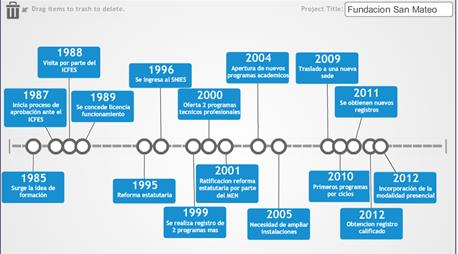 Drag items to trash to delete.
Project Title:
Fundacion San Mateo
1988
Visita por parte del
ICFES
1987
Inicia proceso de
aprobación ante el
ICFES
1989
Se concede licencia
funcionamiento
1996
Se ingresa al SNIES
2000
Oferta 2 programas
tecnicos profesionales
2004
Apertura de nuevos
programas academicos
2009
Traslado a una nueva
sede
2011
Se obtienen nuevos
registros
1985
Surge la idea de
formación
1995
Reforma estatutaria
1999
Se realiza registro de
2 programas mas
2001
Ratificacion reforma
estatutaria por parte
del MEN
2005
Necesidad de ampliar
instalaciones
2010
Primeros programas
por ciclos
2012
Obtencion registro
calificado
2012
Incorporación de la
modalidad presencial